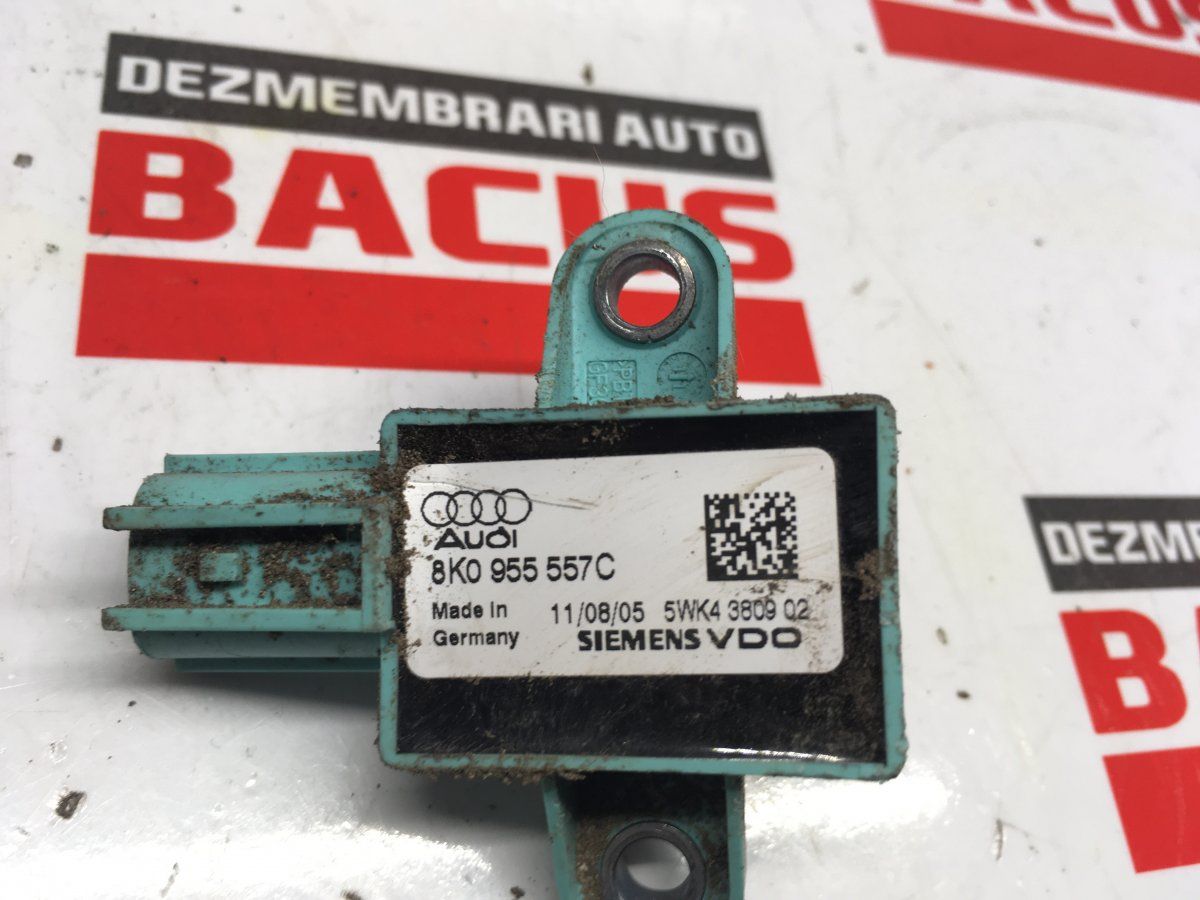 DEZMEMBRARI AUTO
BACUS
BACUS
AUDI
8K0 955 557C
Made in
Germany
11/08/05 5WK4 3809 02
SIEMENS VDO
DEZMEM
B